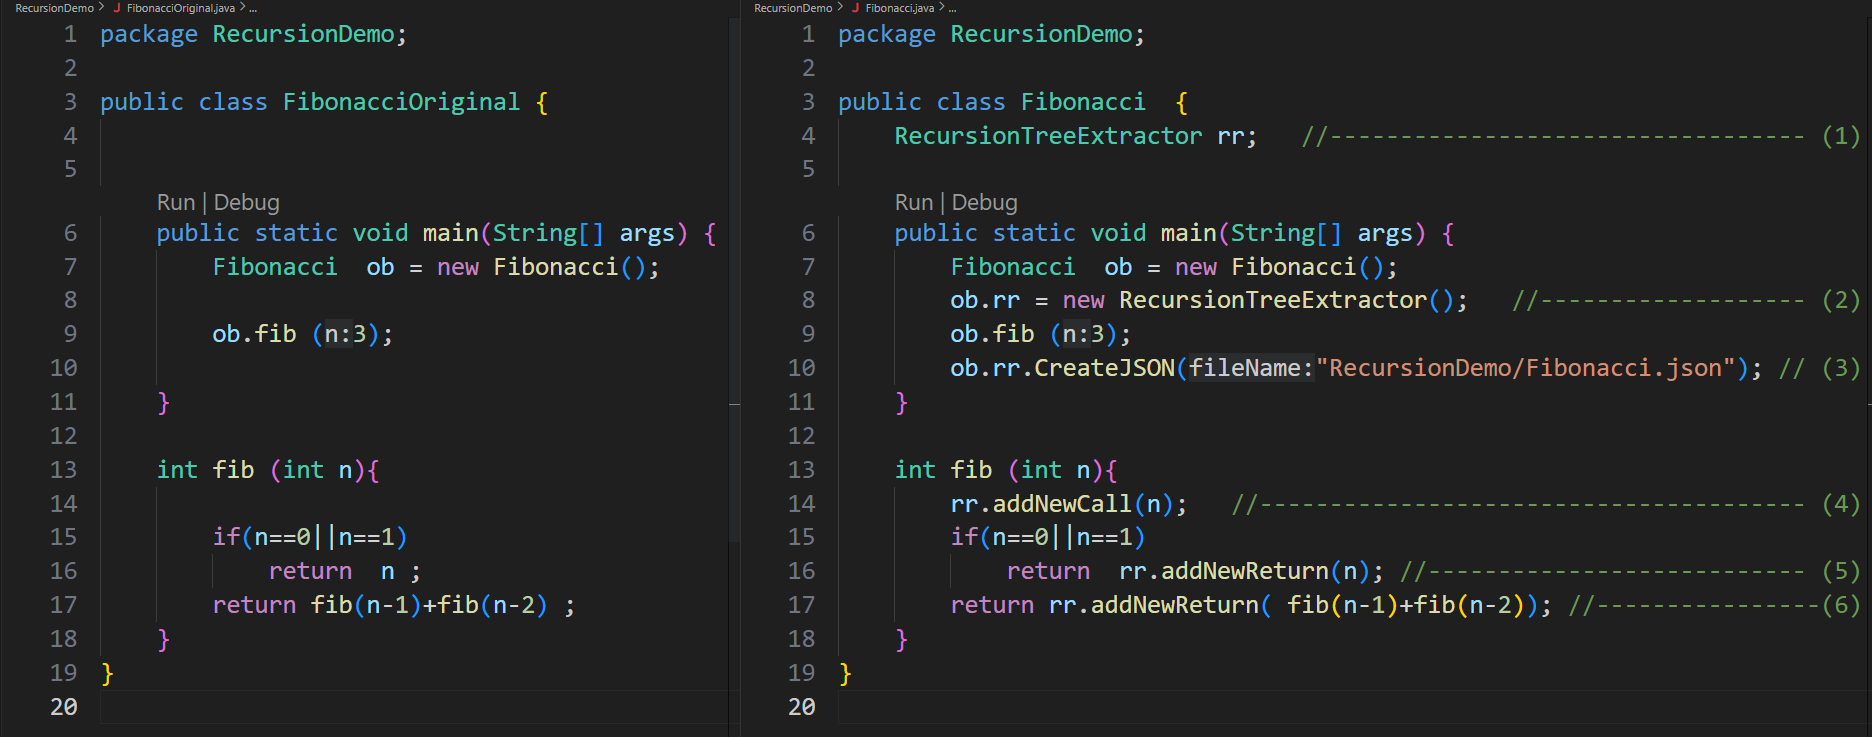 RecursionDemo > J FibonacciOriginal.java > ...
1 package RecursionDemo;
2
3 public class FibonacciOriginal {
4
5
Run | Debug
6 public static void main(String[] args) {
7 Fibonacci  ob = new Fibonacci();
8
9 ob.fib (n:3);
10
11 }
12
13 int fib (int n){
14
15 if(n==0||n==1)
16 return  n ;
17 return fib(n-1)+fib(n-2) ;
18 }
19 }
20
RecursionDemo > J Fibonacci.java > ...
1 package RecursionDemo;
2
3 public class Fibonacci  {
4 RecursionTreeExtractor rr;   //---------------------------------- (1)
5
Run | Debug
6 public static void main(String[] args) {
7 Fibonacci  ob = new Fibonacci();
8 ob.rr = new RecursionTreeExtractor();   //------------------- (2)
9 ob.fib (n:3);
10 ob.rr.CreateJSON(fileName:"RecursionDemo/Fibonacci.json"); // (3)
11 }
12
13 int fib (int n){
14 rr.addNewCall(n);   //--------------------------------------- (4)
15 if(n==0||n==1)
16 return  rr.addNewReturn(n); //--------------------------- (5)
17 return rr.addNewReturn( fib(n-1)+fib(n-2)); //----------------(6)
18 }
19 }
20